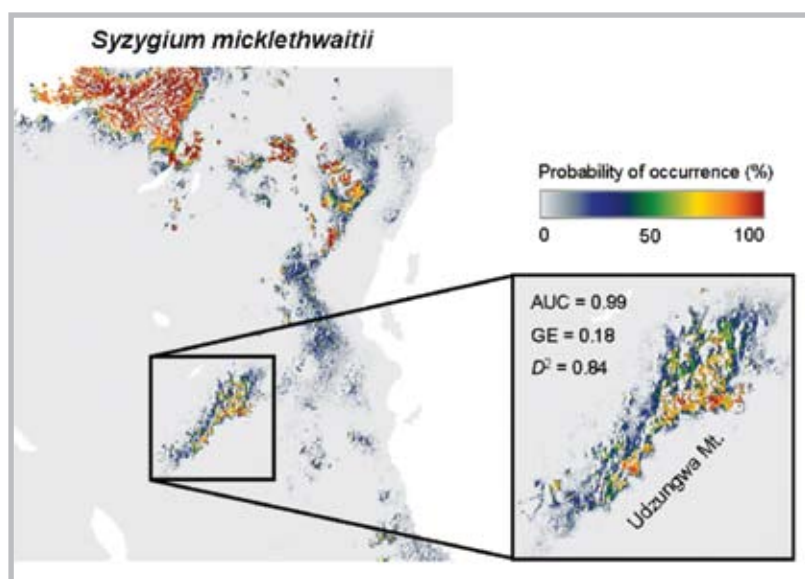 Syzygium micklethwaitii
Probability of occurrence (%)
0 50 100
AUC = 0.99
GE = 0.18
D² = 0.84
Udzungwa Mt.